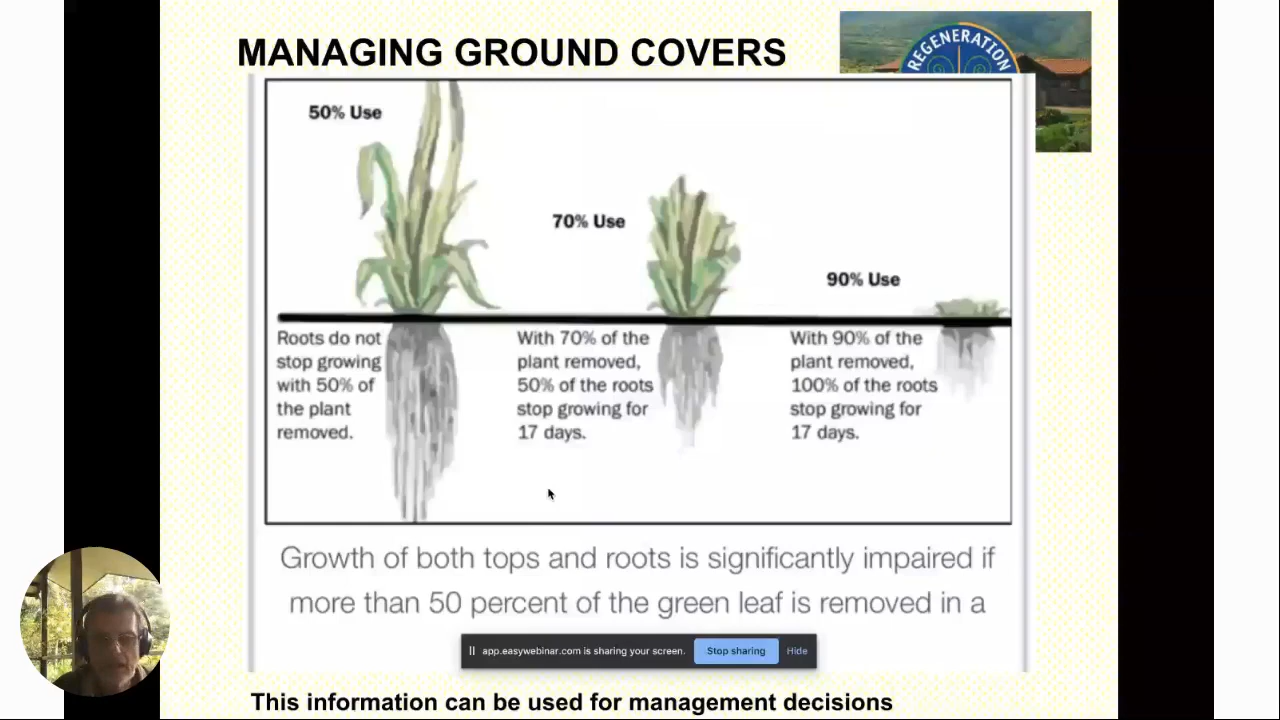 MANAGING GROUND COVERS
REGENERATION
50% Use
70% Use
90% Use
Roots do not
stop growing
with 50% of
the plant
removed.
With 70% of the
plant removed,
50% of the roots
stop growing for
17 days.
With 90% of the
plant removed,
100% of the roots
stop growing for
17 days.
Growth of both tops and roots is significantly impaired if
more than 50 percent of the green leaf is removed in a
app.easywebinar.com is sharing your screen.
Stop sharing
Hide
This information can be used for management decisions